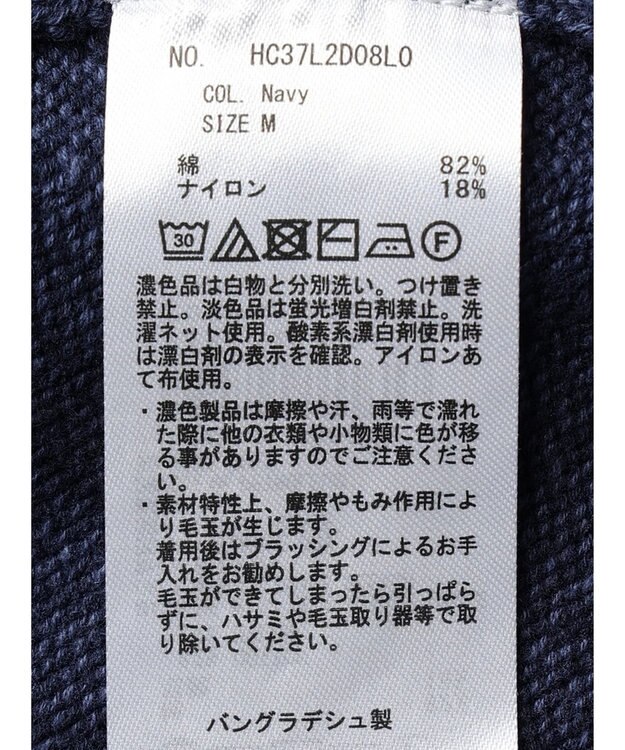 NO. HC37L2D08L0
COL. Navy
SIZE M
綿 82%
ナイロン 18%
30 F
濃色品は白物と分別洗い。つけ置き
禁止。淡色品は蛍光増白剤禁止。洗
濯ネット使用。酸素系漂白剤使用時
は漂白剤の表示を確認。アイロンあ
て布使用。
・濃色製品は摩擦や汗、雨等で濡れ
た際に他の衣類や小物類に色が移
る事がありますのでご注意くださ
い。
・素材特性上、摩擦やもみ作用によ
り毛玉が生じます。
着用後はブラッシングによるお手
入れをお勧めします。
毛玉ができてしまったら引っぱら
ずに、ハサミや毛玉取り器等で取
り除いてください。
バングラデシュ製